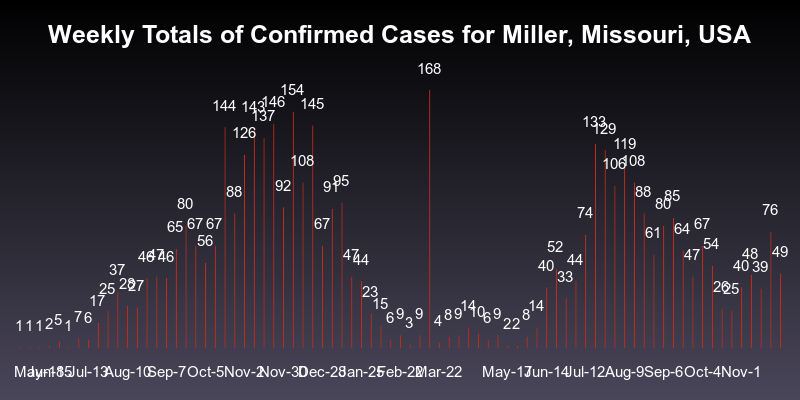 Weekly Totals of Confirmed Cases for Miller, Missouri, USA
1 1 1 2 5 1 7 6 17 25 37 28 27 46 47 46 65 80 67 56 67 144 88 126 143 137 146 92 154 108 145 67 91 95 47 44 23 15 6 9 3 9 168 4 8 9 14 10 6 9 2 2 8 14 40 52 33 44 74 133 129 106 119 108 88 61 80 85 64 47 67 54 26 25 40 48 39 76 49
May-18 Jun-15 Jul-13 Aug-10 Sep-7 Oct-5 Nov-2 Nov-30 Dec-28 Jan-25 Feb-22 Mar-22 May-17 Jun-14 Jul-12 Aug-9 Sep-6 Oct-4 Nov-1